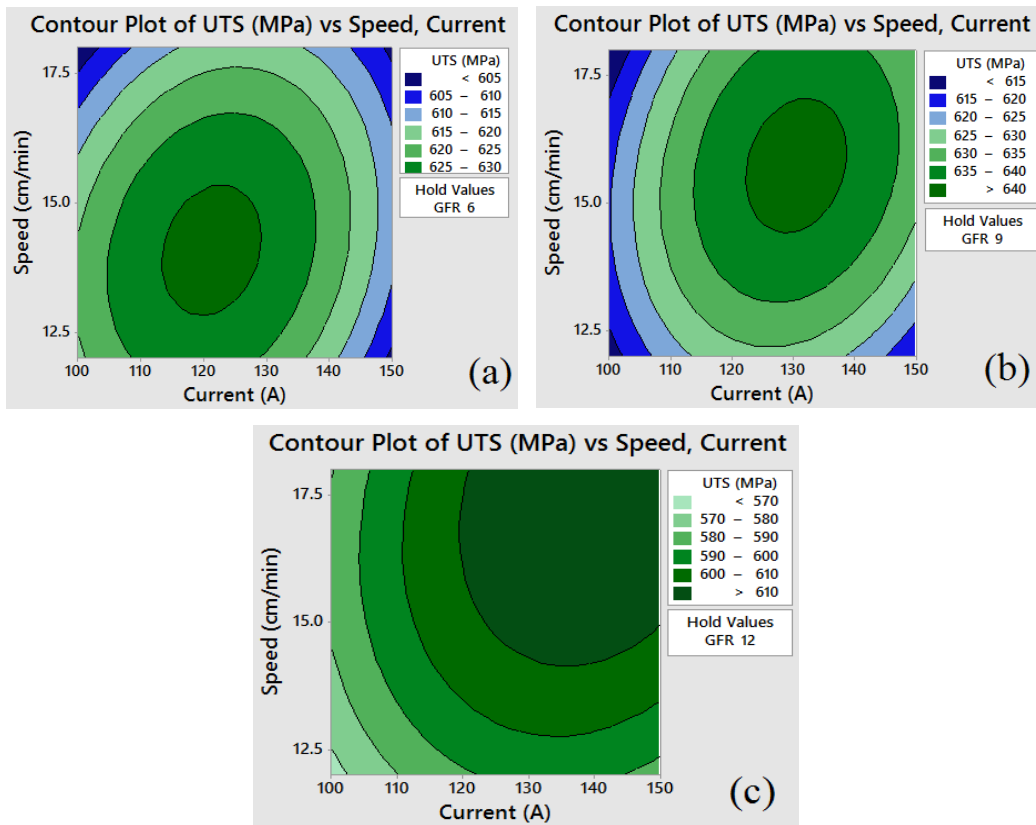 Contour Plot of UTS (MPa) vs Speed, Current
UTS (MPa)
< 605
605 – 610
610 – 615
615 – 620
620 – 625
625 – 630
Hold Values
GFR 6
Speed (cm/min)
17.5
15.0
12.5
100 110 120 130 140 150
Current (A)
(a)
Contour Plot of UTS (MPa) vs Speed, Current
UTS (MPa)
< 615
615 – 620
620 – 625
625 – 630
630 – 635
635 – 640
> 640
Hold Values
GFR 9
Speed (cm/min)
17.5
15.0
12.5
100 110 120 130 140 150
Current (A)
(b)
Contour Plot of UTS (MPa) vs Speed, Current
UTS (MPa)
< 570
570 – 580
580 – 590
590 – 600
600 – 610
> 610
Hold Values
GFR 12
Speed (cm/min)
17.5
15.0
12.5
100 110 120 130 140 150
Current (A)
(c)